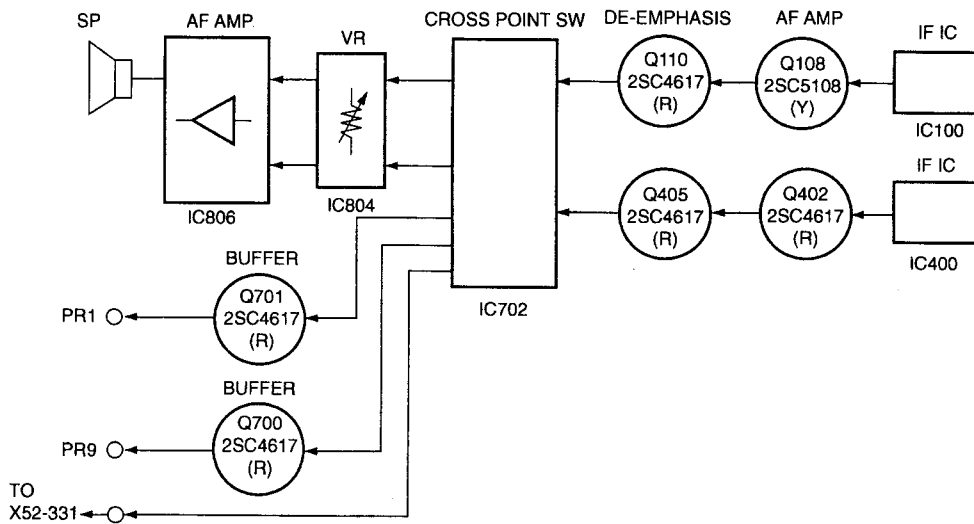 SP
AF AMP
VR
CROSS POINT SW
DE-EMPHASIS
AF AMP
IF IC
Q110
2SC4617
(R)
Q108
2SC5108
(Y)
IC100
IF IC
Q405
2SC4617
(R)
Q402
2SC4617
(R)
IC400
IC806
IC804
IC702
BUFFER
Q701
2SC4617
(R)
PR1
BUFFER
Q700
2SC4617
(R)
PR9
TO
X52-331